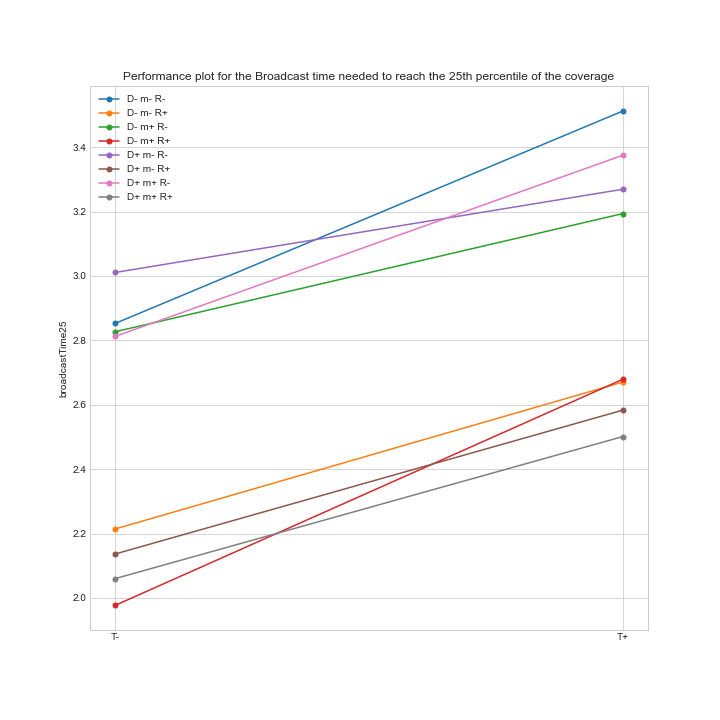 Performance plot for the Broadcast time needed to reach the 25th percentile of the coverage
D- m- R-
D- m- R+
D- m+ R-
D- m+ R+
D+ m- R-
D+ m- R+
D+ m+ R-
D+ m+ R+
3.4
3.2
3.0
2.8
2.6
2.4
2.2
2.0
broadcastTime25
T-
T+